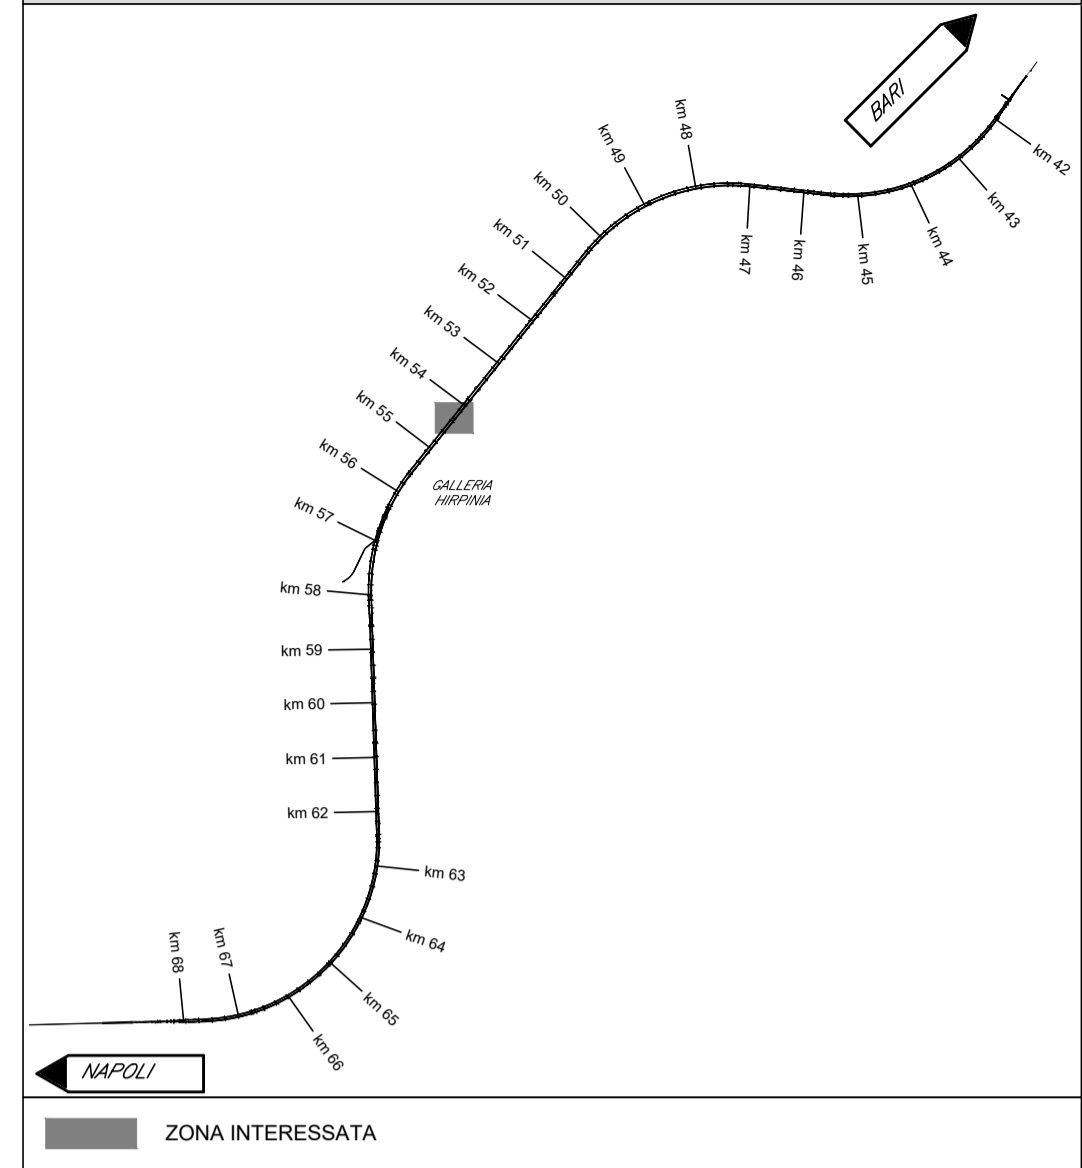 BARI
km 42
km 43
km 44
km 45
km 46
km 47
km 48
km 49
km 50
km 51
km 52
km 53
km 54
km 55
km 56
GALLERIA
HIRPINIA
km 57
km 58
km 59
km 60
km 61
km 62
km 63
km 64
km 65
km 66
km 67
km 68
NAPOLI
ZONA INTERESSATA